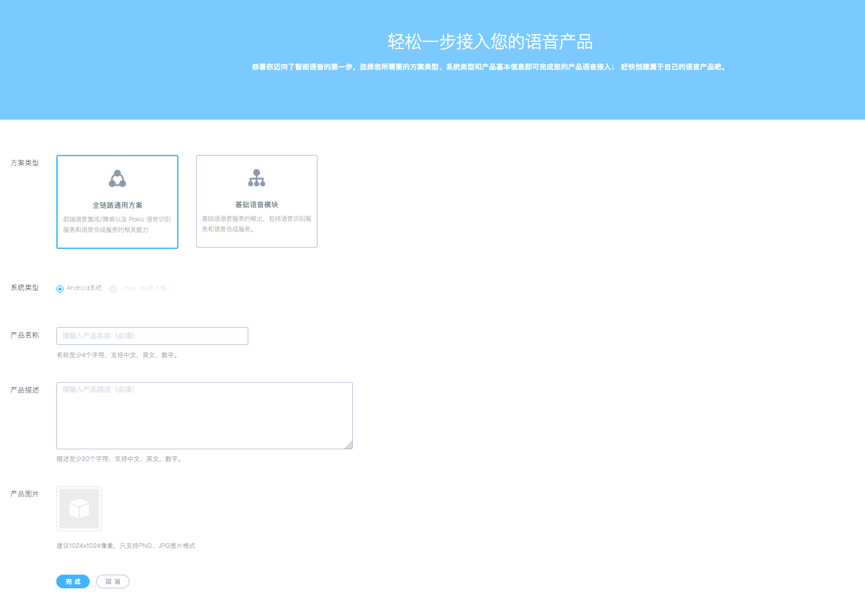 轻松一步接入您的语音产品
恭喜你迈向了智能语音的第一步，选择您所需要的方案类型、系统类型和产品基本信息即可完成您的产品语音接入； 赶快创建属于自己的语言产品吧。
方案类型
全链路通用方案
前端语音激活/降噪以及 Rokid 语音识别
服务和语音合成服务的相关能力
基础语音模块
基础语语音服务的输出，包括语音识别服
务和语音合成服务。
系统类型
Android系统
Linux（即将上线）
产品名称
请输入产品名称（必填）
名称至少4个字符，支持中文、英文、数字。
产品描述
请输入产品描述（必填）
描述至少20个字符，支持中文、英文、数字。
产品图片
建议1024x1024像素，只支持PNG、JPG图片格式
完成